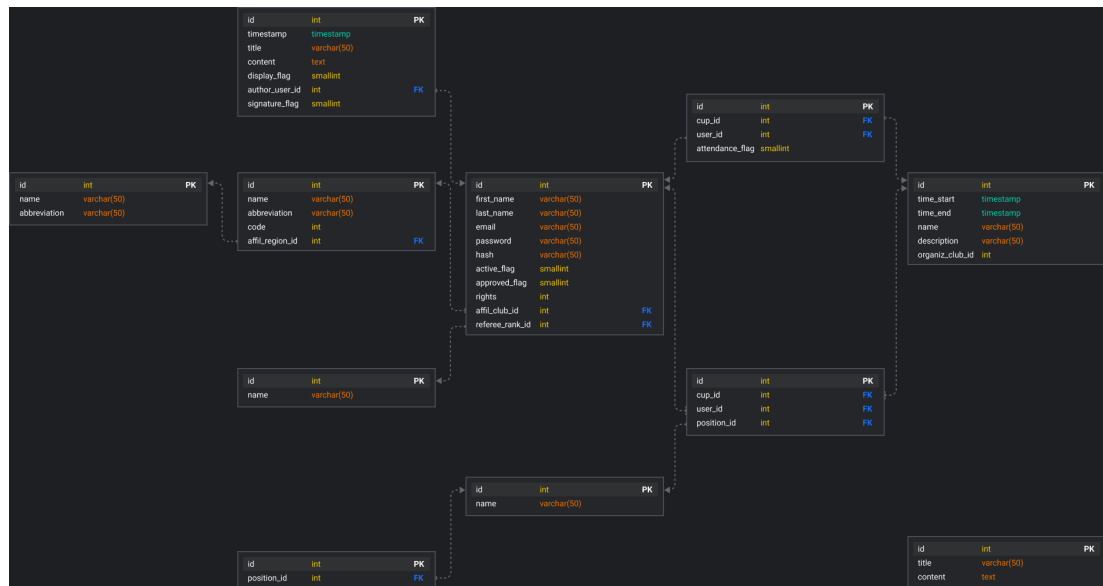 id int PK
timestamp timestamp
title varchar(50)
content text
display_flag smallint
author_user_id int FK
signature_flag smallint
id int PK
cup_id int FK
user_id int FK
attendance_flag smallint
id int PK
name varchar(50)
abbreviation varchar(50)
id int PK
name varchar(50)
abbreviation varchar(50)
code int
affil_region_id int FK
id int PK
first_name varchar(50)
last_name varchar(50)
email varchar(50)
password varchar(50)
hash varchar(50)
active_flag smallint
approved_flag smallint
rights int
affil_club_id int FK
referee_rank_id int FK
id int PK
time_start timestamp
time_end timestamp
name varchar(50)
description varchar(50)
organiz_club_id int
id int PK
name varchar(50)
id int PK
cup_id int FK
user_id int FK
position_id int FK
id int PK
name varchar(50)
id int PK
position_id int FK
id int PK
title varchar(50)
content text